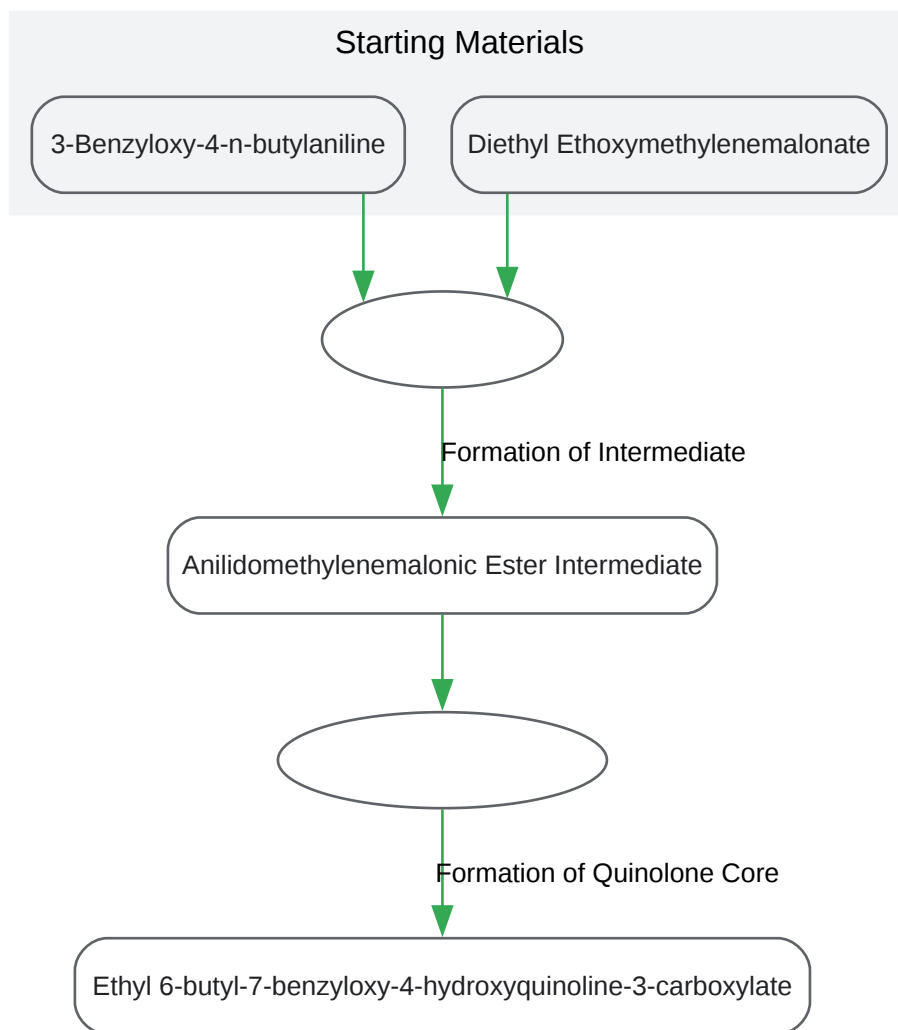 Starting Materials
3-Benzyloxy-4-n-butylaniline
Diethyl Ethoxymethylenemalonate
Formation of Intermediate
Anilidomethylenemalonic Ester Intermediate
Formation of Quinolone Core
Ethyl 6-butyl-7-benzyloxy-4-hydroxyquinoline-3-carboxylate